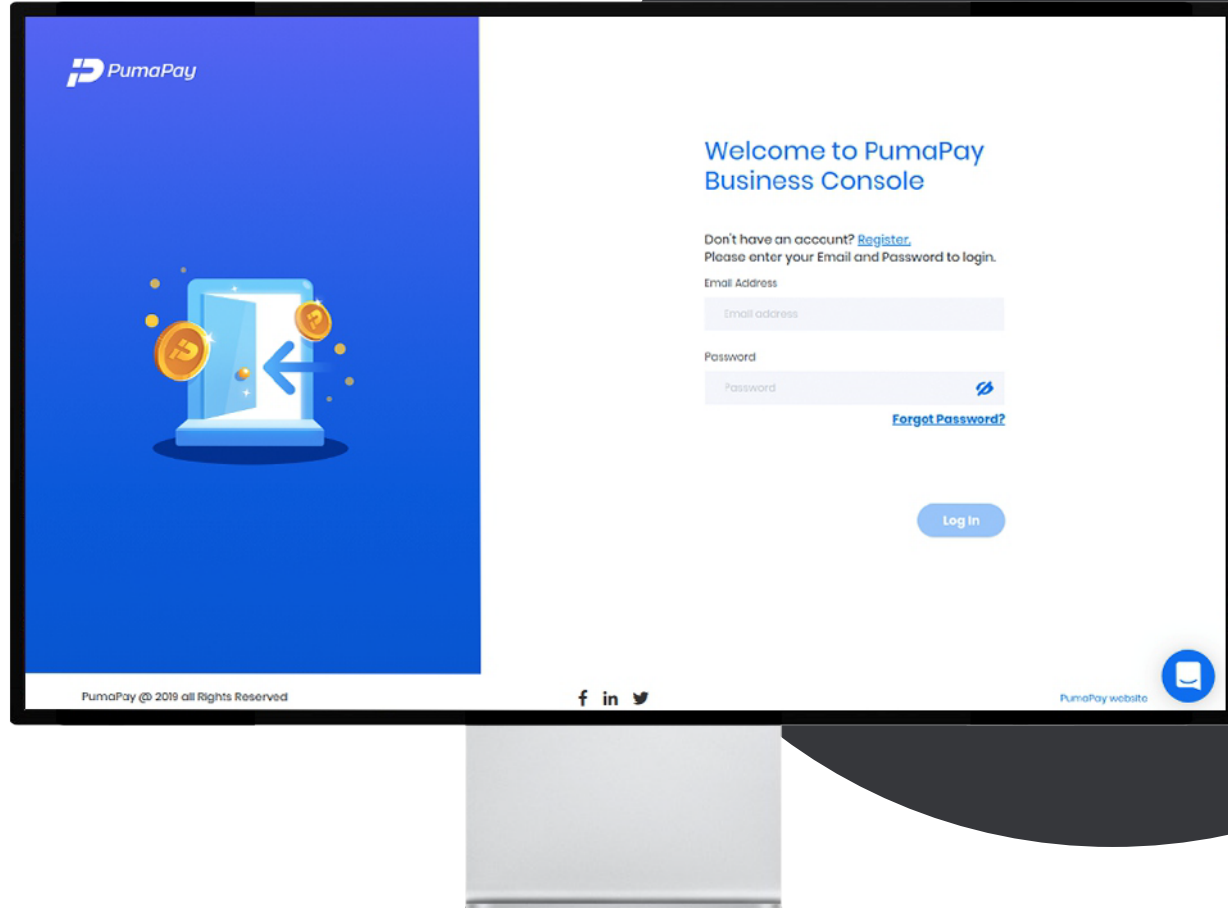 PumaPay
Welcome to PumaPay
Business Console
Don't have an account? Register.
Please enter your Email and Password to login.
Email Address
Email address
Password
Password
Forgot Password?
Log In
PumaPay @ 2019 all Rights Reserved
PumaPay website